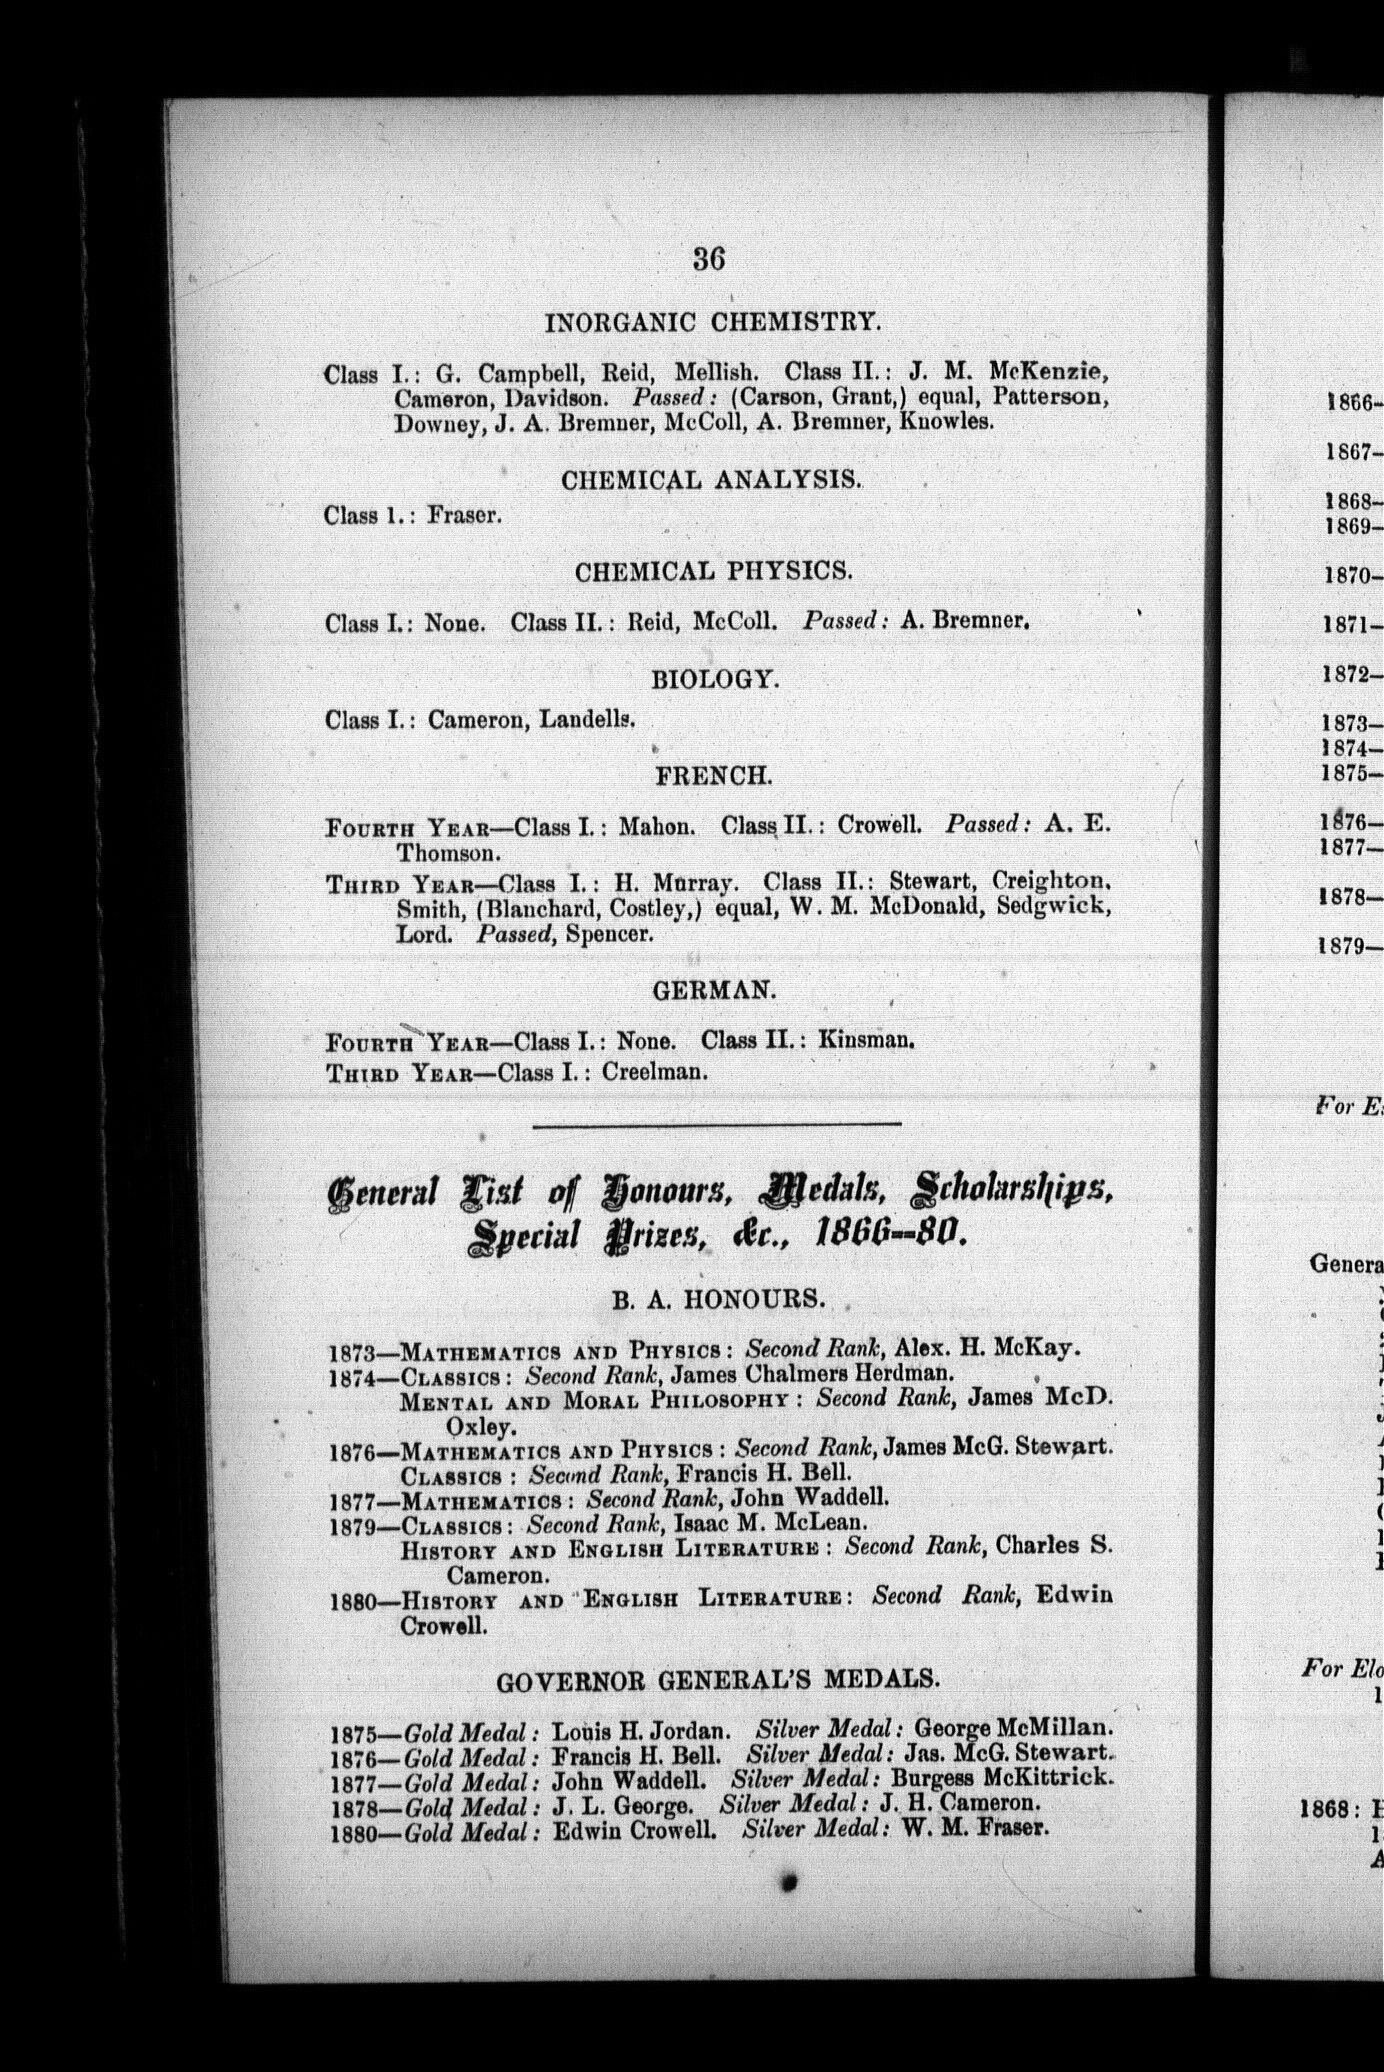 36
INORGANIC CHEMISTRY.
Class I.: G. Campbell, Reid, Mellish. Class II.: J. M. McKenzie,
Cameron, Davidson. Passed: (Carson, Grant,) equal, Patterson,
Downey, J. A. Bremner, McColl, A. Bremner, Knowles.
CHEMICAL ANALYSIS.
Class 1.: Fraser.
CHEMICAL PHYSICS.
Class I.: None. Class II.: Reid, McColl. Passed: A. Bremner.
BIOLOGY.
Class I.: Cameron, Landells.
FRENCH.
FOURTH YEAR—Class I.: Mahon. Class II.: Crowell. Passed: A. E.
Thomson.
THIRD YEAR—Class I.: H. Murray. Class II.: Stewart, Creighton.
Smith, (Blanchard, Costley,) equal, W. M. McDonald, Sedgwick,
Lord. Passed, Spencer.
GERMAN.
FOURTH YEAR—Class I.: None. Class II.: Kinsman.
THIRD YEAR—Class I.: Creelman.
General List of Honours, Medals, Scholarships,
Special Prizes, &c., 1866–80.
B. A. HONOURS.
1873—MATHEMATICS AND PHYSICS: Second Rank, Alex. H. McKay.
1874—CLASSICS: Second Rank, James Chalmers Herdman.
MENTAL AND MORAL PHILOSOPHY: Second Rank, James McD.
Oxley.
1876—MATHEMATICS AND PHYSICS: Second Rank, James McG. Stewart.
CLASSICS: Second Rank, Francis H. Bell.
1877—MATHEMATICS: Second Rank, John Waddell.
1879—CLASSICS: Second Rank, Isaac M. McLean.
HISTORY AND ENGLISH LITERATURE: Second Rank, Charles S.
Cameron.
1880—HISTORY AND ENGLISH LITERATURE: Second Rank, Edwin
Crowell.
GOVERNOR GENERAL'S MEDALS.
1875—Gold Medal: Louis H. Jordan. Silver Medal: George McMillan.
1876—Gold Medal: Francis H. Bell. Silver Medal: Jas. McG. Stewart.
1877—Gold Medal: John Waddell. Silver Medal: Burgess McKittrick.
1878—Gold Medal: J. L. George. Silver Medal: J. H. Cameron.
1880—Gold Medal: Edwin Crowell. Silver Medal: W. M. Fraser.
1866–
1867–
1868–
1869–
1870–
1871–
1872–
1873–
1874–
1875–
1876–
1877–
1878–
1879–
For
Genera
For Elo
1868: